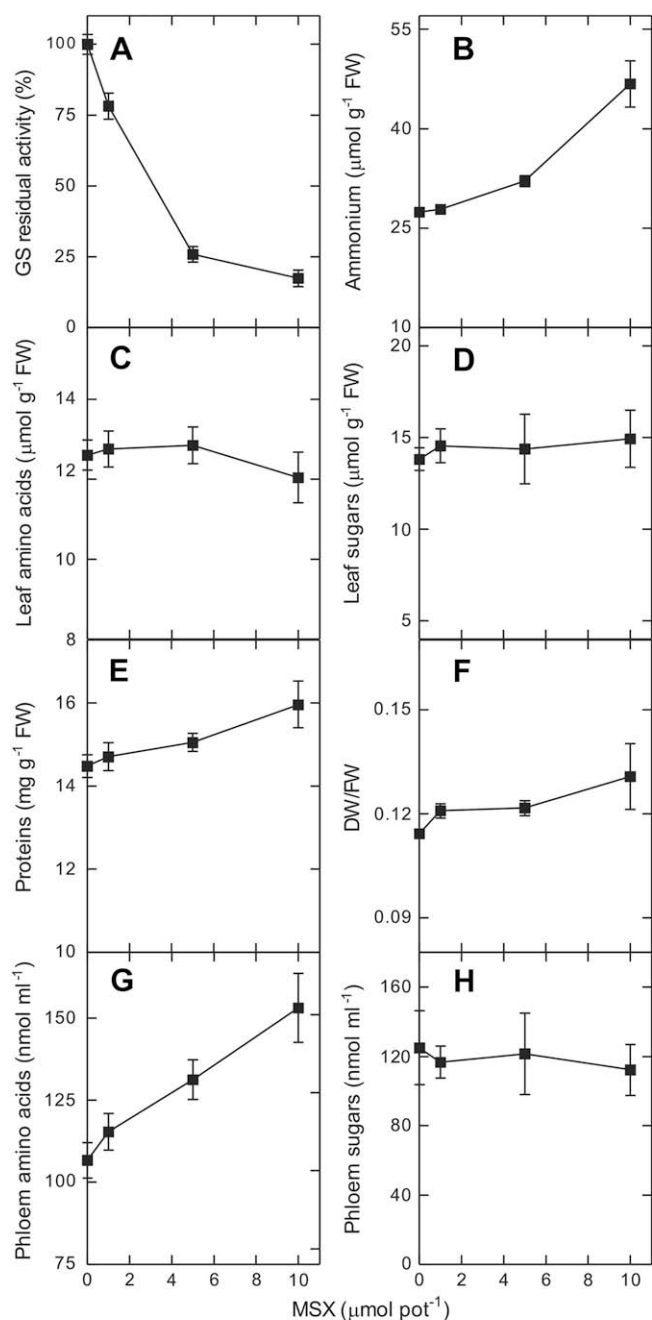 A
GS residual activity (%)
100
75
50
25
0
B
Ammonium (μmol g⁻¹ FW)
55
40
25
10
C
Leaf amino acids (μmol g⁻¹ FW)
14
12
10
8
D
Leaf sugars (μmol g⁻¹ FW)
20
15
10
5
E
Proteins (mg g⁻¹ FW)
16
14
12
10
F
DW/FW
0.15
0.12
0.09
G
Phloem amino acids (nmol ml⁻¹)
150
125
100
75
0 2 4 6 8 10
H
Phloem sugars (nmol ml⁻¹)
160
120
80
40
0
0 2 4 6 8 10
MSX (μmol pot⁻¹)